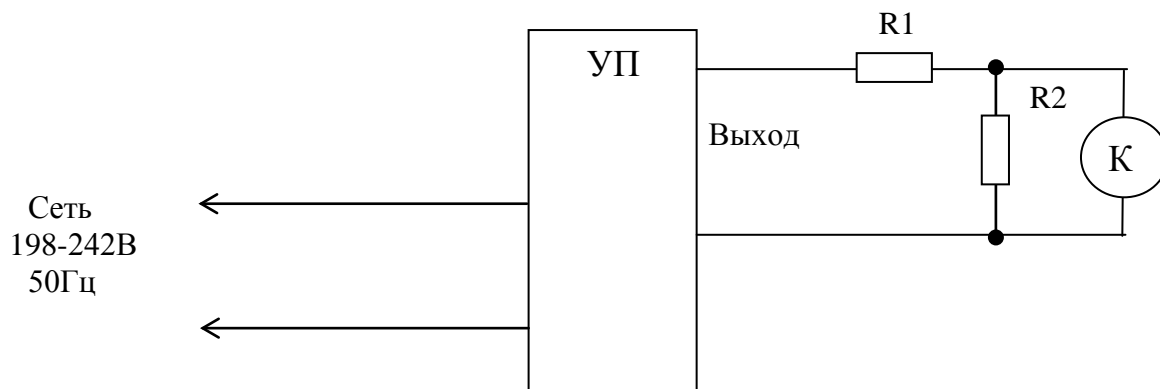 R1
УП
R2
Выход
К
Сеть
198-242В
50Гц